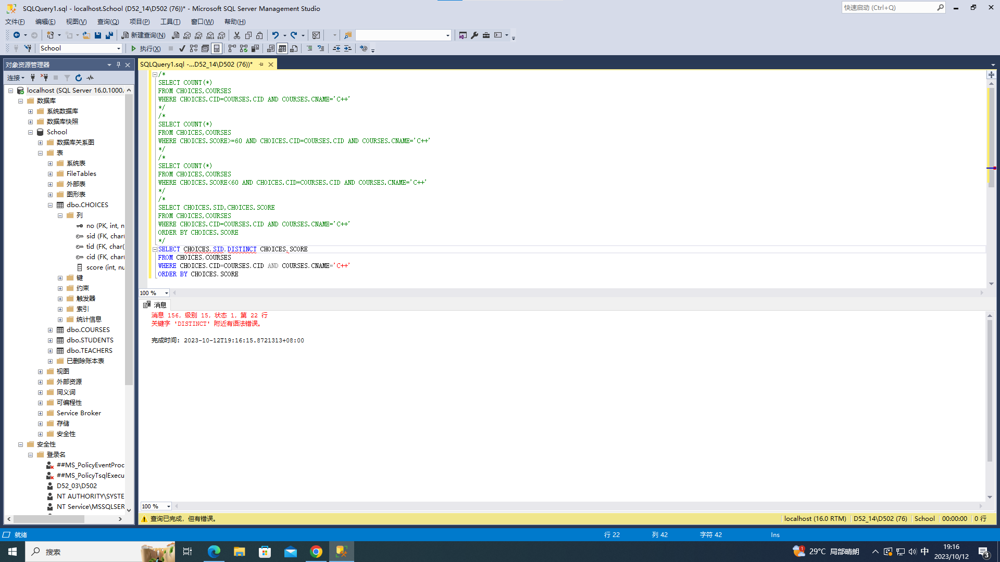 SQLQuery1.sql - localhost.School (D52_14\D502 (76))* - Microsoft SQL Server Management Studio
快速启动 (Ctrl+Q)
文件(F) 编辑(E) 视图(V) 查询(Q) 项目(P) 工具(T) 窗口(W) 帮助(H)
新建查询(N) MDX DMX XMLA DAX
School 执行(X)
对象资源管理器
连接
localhost (SQL Server 16.0.1000.
数据库
系统数据库
数据库快照
School
数据库关系图
表
系统表
FileTables
外部表
图形表
dbo.CHOICES
列
no (PK, int, n
sid (FK, char(
tid (FK, char(
cid (FK, char(
score (int, nu
键
约束
触发器
索引
统计信息
dbo.COURSES
dbo.STUDENTS
dbo.TEACHERS
已删除账本表
视图
外部资源
同义词
可编程性
Service Broker
存储
安全性
安全性
登录名
##MS_PolicyEventProc
##MS_PolicyTsqlExecu
D52_03\D502
NT AUTHORITY\SYSTE
NT Service\MSSQLSER
SQLQuery1.sql -...D52_14\D502 (76))*
/*
SELECT COUNT(*)
FROM CHOICES,COURSES
WHERE CHOICES.CID=COURSES.CID AND COURSES.CNAME='C++'
*/
/*
SELECT COUNT(*)
FROM CHOICES,COURSES
WHERE CHOICES.SCORE>=60 AND CHOICES.CID=COURSES.CID AND COURSES.CNAME='C++'
*/
/*
SELECT COUNT(*)
FROM CHOICES,COURSES
WHERE CHOICES.SCORE<60 AND CHOICES.CID=COURSES.CID AND COURSES.CNAME='C++'
*/
/*
SELECT CHOICES.SID,CHOICES.SCORE
FROM CHOICES,COURSES
WHERE CHOICES.CID=COURSES.CID AND COURSES.CNAME='C++'
ORDER BY CHOICES.SCORE
*/
SELECT CHOICES.SID,DISTINCT CHOICES.SCORE
FROM CHOICES,COURSES
WHERE CHOICES.CID=COURSES.CID AND COURSES.CNAME='C++'
ORDER BY CHOICES.SCORE
100 %
消息
消息 156，级别 15，状态 1，第 22 行
关键字 'DISTINCT' 附近有语法错误。
完成时间: 2023-10-12T19:16:15.8721313+08:00
100 %
查询已完成，但有错误。 localhost (16.0 RTM) D52_14\D502 (76) School 00:00:00 0 行
就绪 行 22 列 42 字符 42 Ins
搜索 1 29°C 局部晴朗 中 19:16
2023/10/12 3